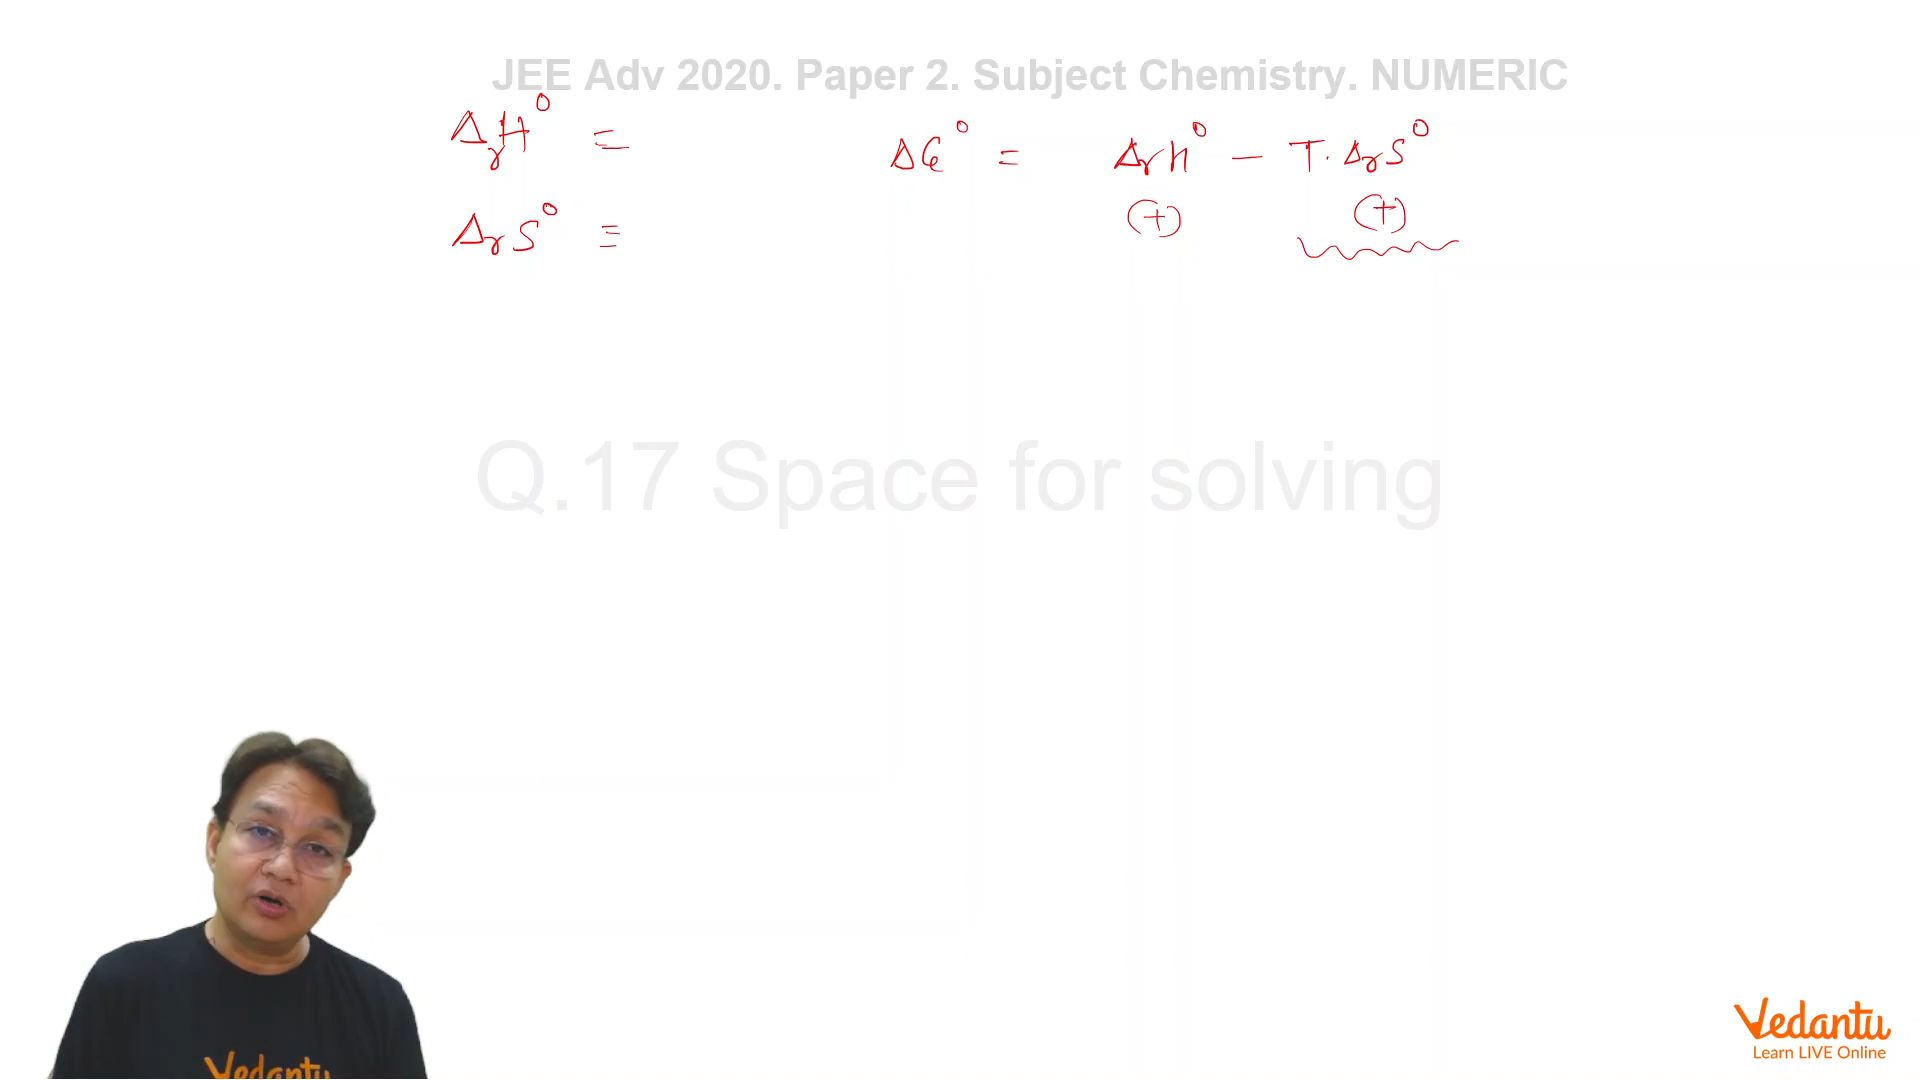 JEE Adv 2020. Paper 2. Subject Chemistry. NUMERIC
ΔrH° =
ΔG° = ΔrH° – T. ΔrS°
(+) (+)
ΔrS° =
Q.17 Space for solving
Vedantu
Vedantu
Learn LIVE Online